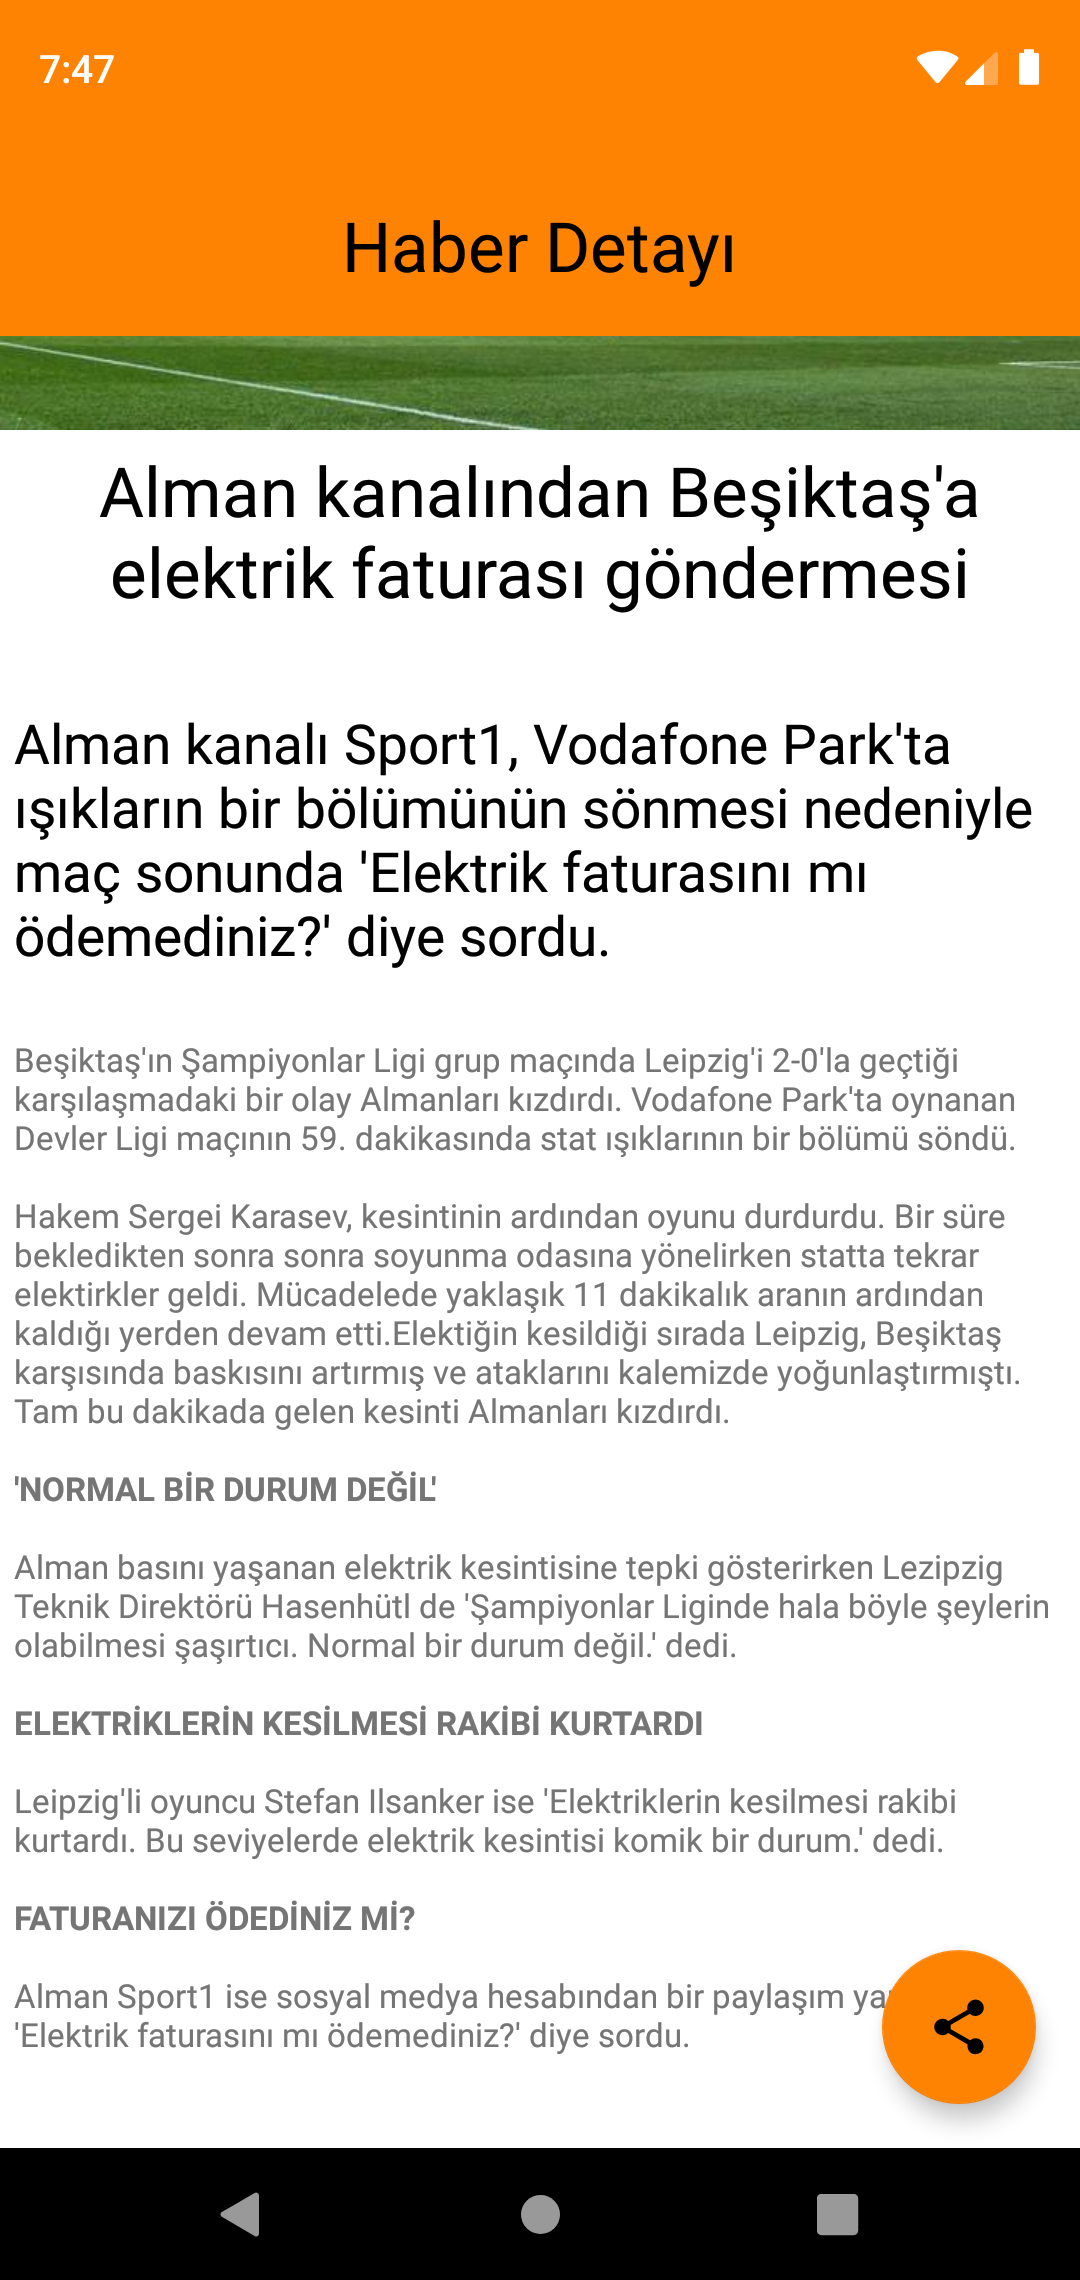 7:47
Haber Detayı
Alman kanalından Beşiktaş'a
elektrik faturası göndermesi
Alman kanalı Sport1, Vodafone Park'ta
ışıkların bir bölümünün sönmesi nedeniyle
maç sonunda 'Elektrik faturasını mı
ödemediniz?' diye sordu.
Beşiktaş'ın Şampiyonlar Ligi grup maçında Leipzig'i 2-0'la geçtiği
karşılaşmadaki bir olay Almanları kızdırdı. Vodafone Park'ta oynanan
Devler Ligi maçının 59. dakikasında stat ışıklarının bir bölümü söndü.
Hakem Sergei Karasev, kesintinin ardından oyunu durdurdu. Bir süre
bekledikten sonra sonra soyunma odasına yönelirken statta tekrar
elektirkler geldi. Mücadelede yaklaşık 11 dakikalık aranın ardından
kaldığı yerden devam etti.Elektiğin kesildiği sırada Leipzig, Beşiktaş
karşısında baskısını artırmış ve ataklarını kalemizde yoğunlaştırmıştı.
Tam bu dakikada gelen kesinti Almanları kızdırdı.
'NORMAL BİR DURUM DEĞİL'
Alman basını yaşanan elektrik kesintisine tepki gösterirken Lezipzig
Teknik Direktörü Hasenhütl de 'Şampiyonlar Liginde hala böyle şeylerin
olabilmesi şaşırtıcı. Normal bir durum değil.' dedi.
ELEKTRİKLERİN KESİLMESİ RAKİBİ KURTARDI
Leipzig'li oyuncu Stefan Ilsanker ise 'Elektriklerin kesilmesi rakibi
kurtardı. Bu seviyelerde elektrik kesintisi komik bir durum.' dedi.
FATURANIZI ÖDEDİNİZ Mİ?
Alman Sport1 ise sosyal medya hesabından bir paylaşım
'Elektrik faturasını mı ödemediniz?' diye sordu.